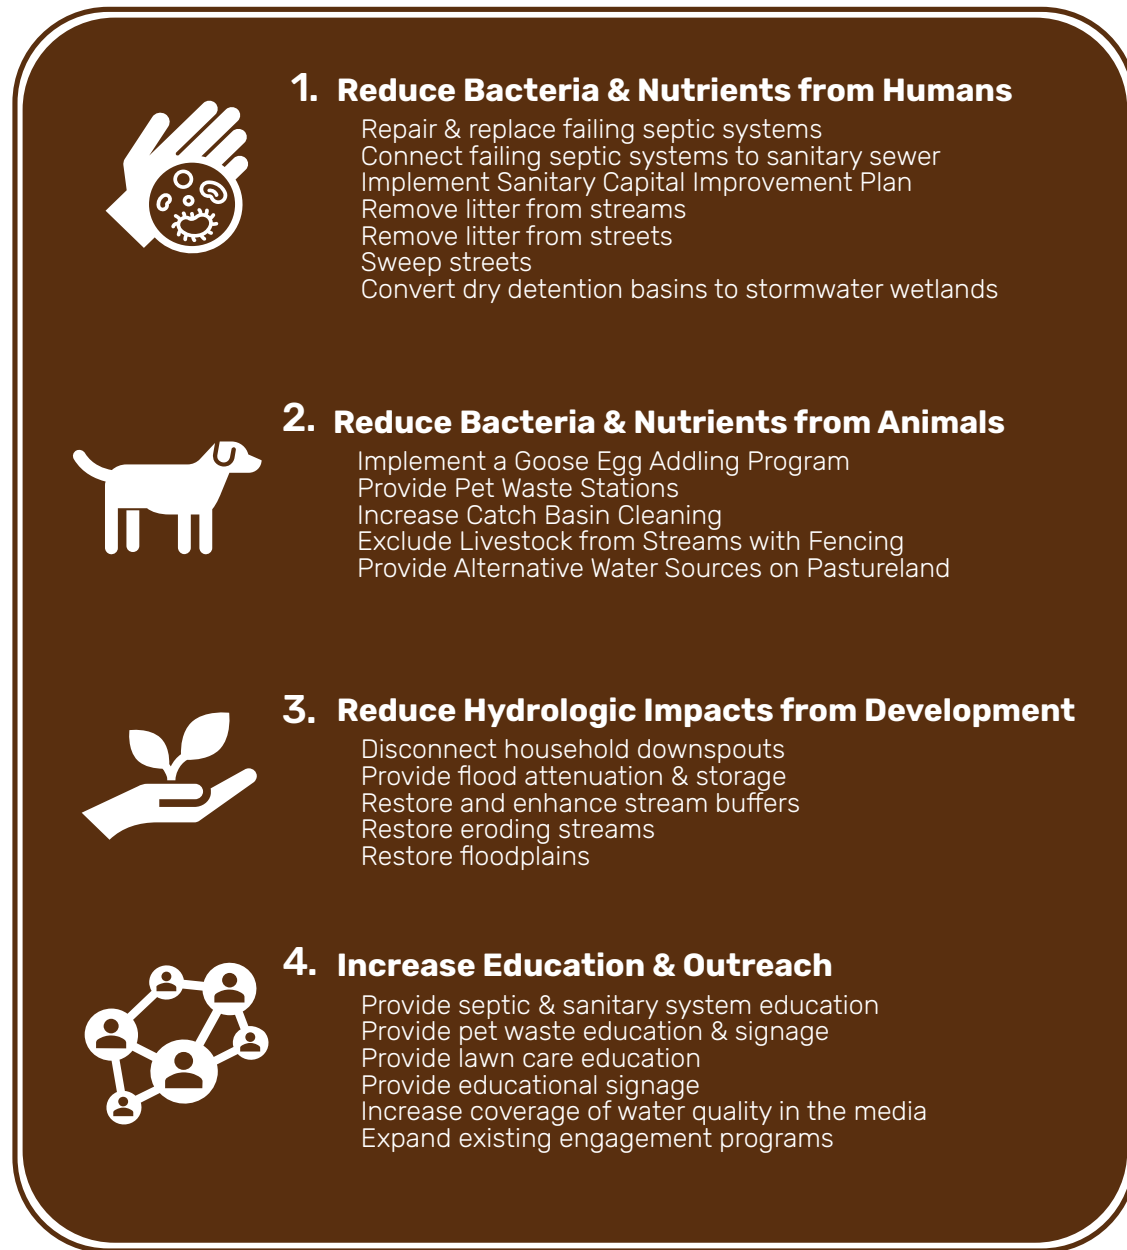 1. Reduce Bacteria & Nutrients from Humans
Repair & replace failing septic systems
Connect failing septic systems to sanitary sewer
Implement Sanitary Capital Improvement Plan
Remove litter from streams
Remove litter from streets
Sweep streets
Convert dry detention basins to stormwater wetlands
2. Reduce Bacteria & Nutrients from Animals
Implement a Goose Egg Addling Program
Provide Pet Waste Stations
Increase Catch Basin Cleaning
Exclude Livestock from Streams with Fencing
Provide Alternative Water Sources on Pastureland
3. Reduce Hydrologic Impacts from Development
Disconnect household downspouts
Provide flood attenuation & storage
Restore and enhance stream buffers
Restore eroding streams
Restore floodplains
4. Increase Education & Outreach
Provide septic & sanitary system education
Provide pet waste education & signage
Provide lawn care education
Provide educational signage
Increase coverage of water quality in the media
Expand existing engagement programs